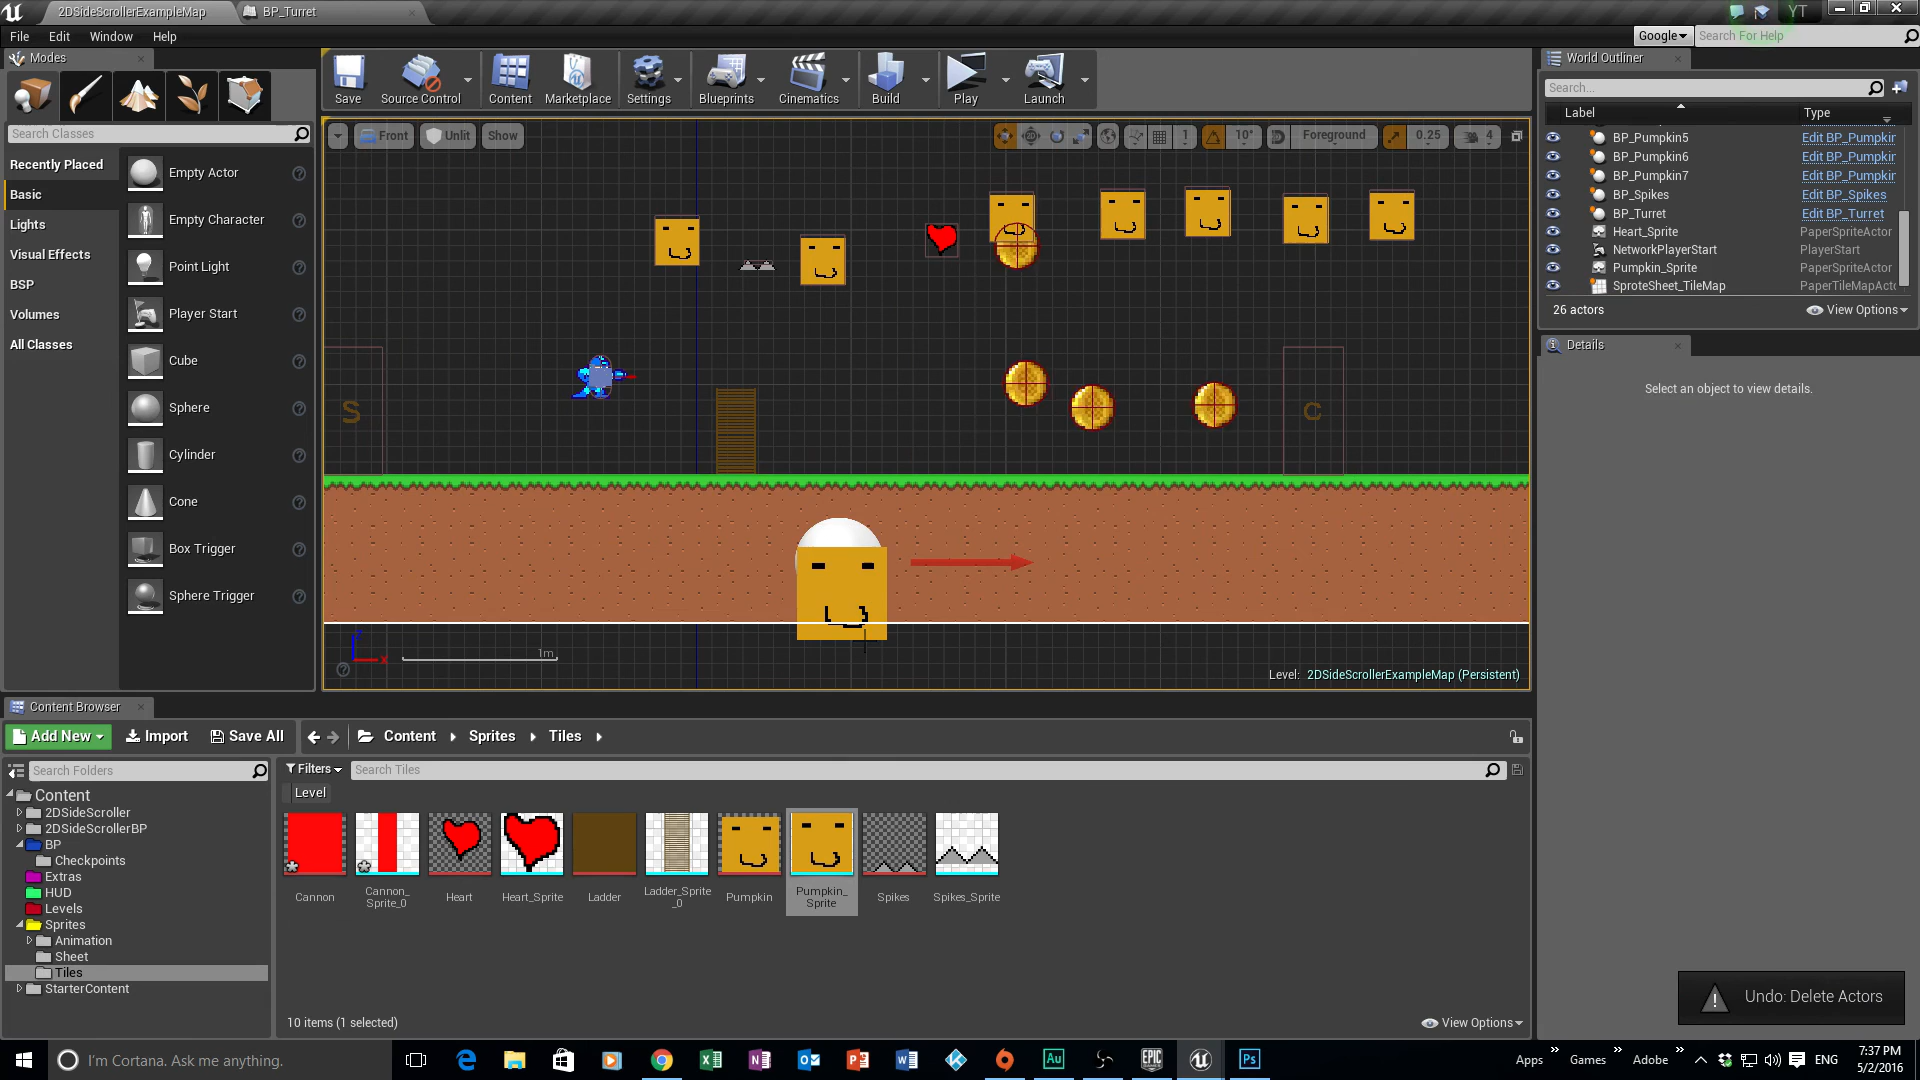 2DSideScrollerExampleMap
BP_Turret
YT
File Edit Window Help
Google
Search For Help
Modes
World Outliner
Save
Source Control
Content
Marketplace
Settings
Blueprints
Cinematics
Build
Play
Launch
Search...
Label
Type
Search Classes
Front
Unlit
Show
1
10°
Foreground
0.25
4
BP_Pumpkin5 Edit BP_Pumpkir
BP_Pumpkin6 Edit BP_Pumpkir
BP_Pumpkin7 Edit BP_Pumpkir
BP_Spikes Edit BP_Spikes
BP_Turret Edit BP_Turret
Heart_Sprite PaperSpriteActor
NetworkPlayerStart PlayerStart
Pumpkin_Sprite PaperSpriteActor
SproteSheet_TileMap PaperTileMapActo
26 actors
View Options
Recently Placed
Basic
Lights
Visual Effects
BSP
Volumes
All Classes
Empty Actor
Empty Character
Point Light
Player Start
Cube
Sphere
Cylinder
Cone
Box Trigger
Sphere Trigger
Details
Select an object to view details.
S
C
Z
X
1m
Level: 2DSideScrollerExampleMap (Persistent)
Content Browser
Add New
Import
Save All
Content
Sprites
Tiles
Search Folders
Filters
Search Tiles
Level
Content
2DSideScroller
2DSideScrollerBP
BP
Checkpoints
Extras
HUD
Levels
Sprites
Animation
Sheet
Tiles
StarterContent
Cannon
Cannon_
Sprite_0
Heart
Heart_Sprite
Ladder
Ladder_Sprite
_0
Pumpkin
Pumpkin_
Sprite
Spikes
Spikes_Sprite
10 items (1 selected)
View Options
Undo: Delete Actors
I'm Cortana. Ask me anything.
Au
EPIC
GAMES
Ps
Apps
Games
Adobe
ENG
7:37 PM
5/2/2016